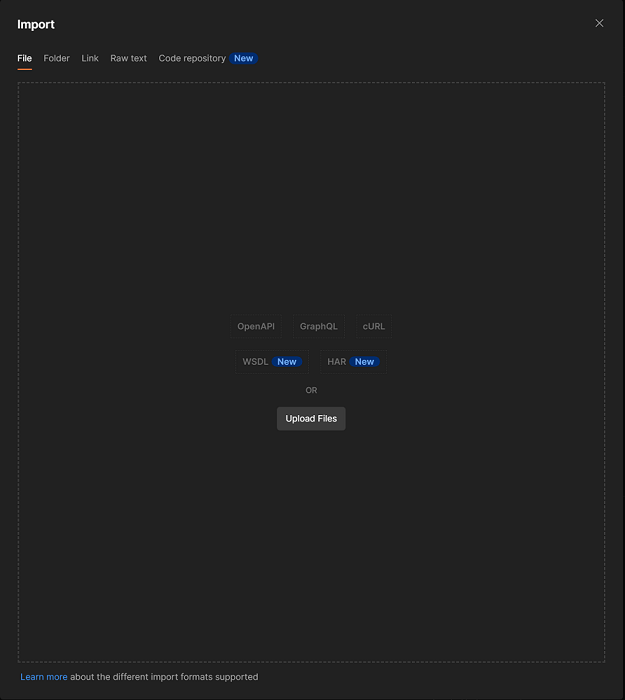 Import
File Folder Link Raw text Code repository New
OpenAPI GraphQL cURL
WSDL New HAR New
OR
Upload Files
Learn more about the different import formats supported